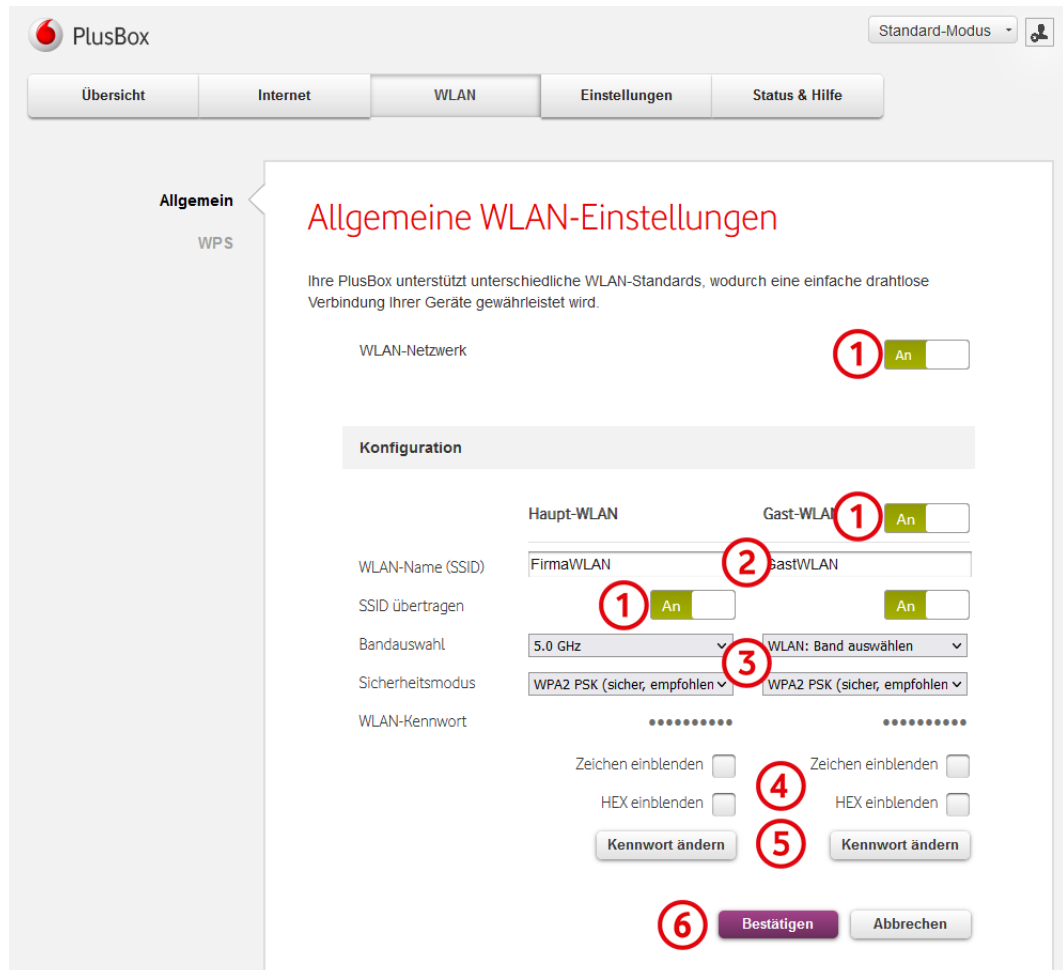 PlusBox
Standard-Modus
Übersicht Internet WLAN Einstellungen Status & Hilfe
Allgemein
WPS
Allgemeine WLAN-Einstellungen
Ihre PlusBox unterstützt unterschiedliche WLAN-Standards, wodurch eine einfache drahtlose
Verbindung Ihrer Geräte gewährleistet wird.
WLAN-Netzwerk 1 An
Konfiguration
Haupt-WLAN Gast-WLAN 1 An
WLAN-Name (SSID) FirmaWLAN 2 GastWLAN
SSID übertragen 1 An An
Bandauswahl 5.0 GHz WLAN: Band auswählen
3
Sicherheitsmodus WPA2 PSK (sicher, empfohlen WPA2 PSK (sicher, empfohlen
WLAN-Kennwort •••••••••• ••••••••••
Zeichen einblenden Zeichen einblenden
4
HEX einblenden HEX einblenden
Kennwort ändern 5 Kennwort ändern
6 Bestätigen Abbrechen